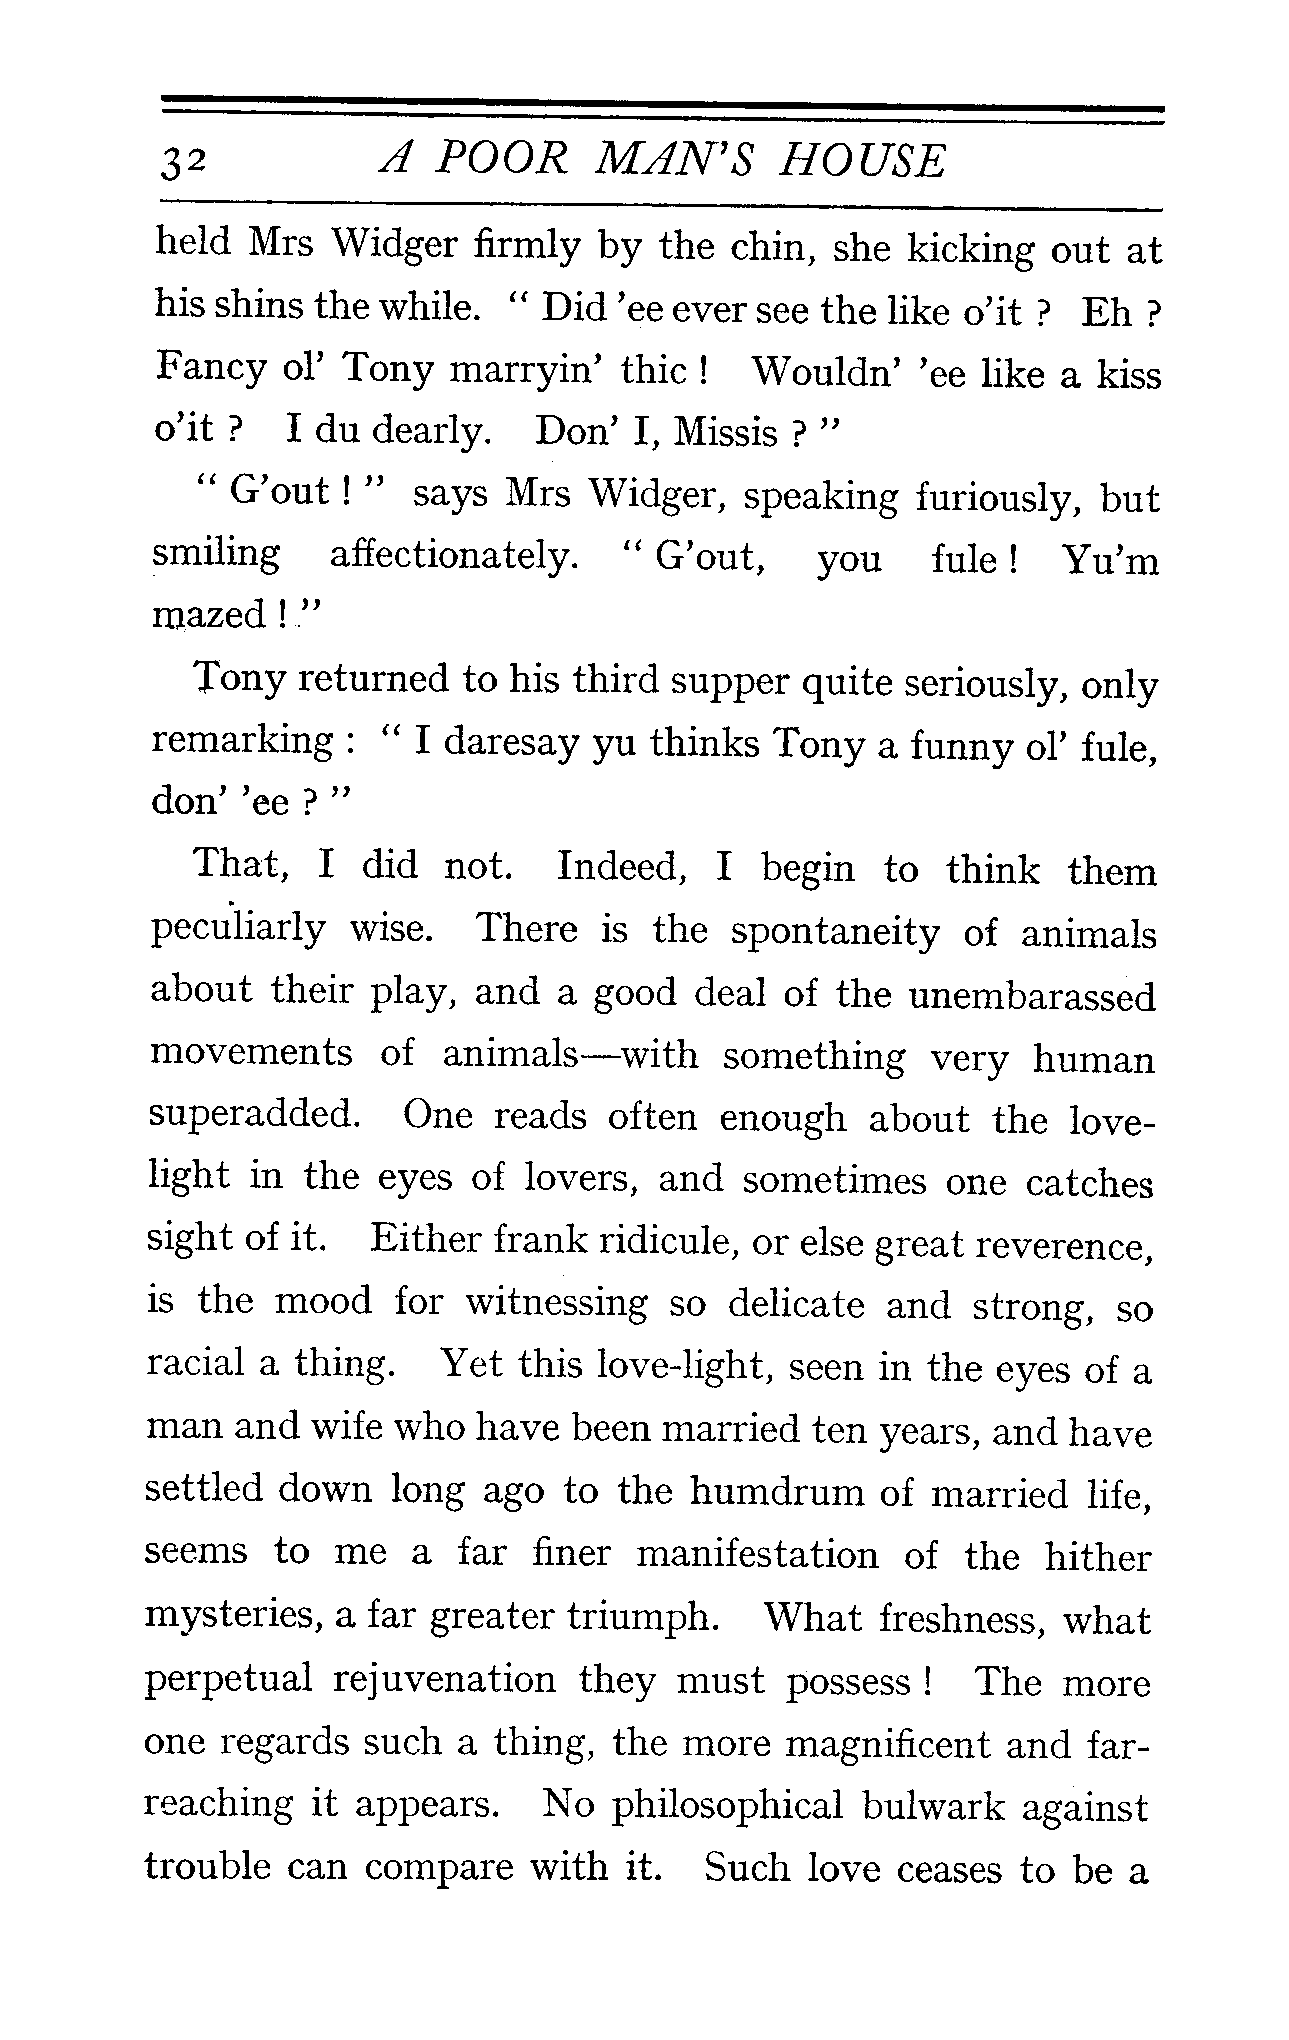 32 A POOR MAN'S HOUSE
held Mrs Widger firmly by the chin, she kicking out at
his shins the while. " Did 'ee ever see the like o'it ? Eh ?
Fancy ol' Tony marryin' thic ! Wouldn' 'ee like a kiss
o'it ? I du dearly. Don' I, Missis ? "
" G'out ! " says Mrs Widger, speaking furiously, but
smiling affectionately. " G'out, you fule ! Yu'm
mazed ! "
Tony returned to his third supper quite seriously, only
remarking : " I daresay yu thinks Tony a funny ol' fule,
don' 'ee ? "
That, I did not. Indeed, I begin to think them
peculiarly wise. There is the spontaneity of animals
about their play, and a good deal of the unembarassed
movements of animals—with something very human
superadded. One reads often enough about the love-
light in the eyes of lovers, and sometimes one catches
sight of it. Either frank ridicule, or else great reverence,
is the mood for witnessing so delicate and strong, so
racial a thing. Yet this love-light, seen in the eyes of a
man and wife who have been married ten years, and have
settled down long ago to the humdrum of married life,
seems to me a far finer manifestation of the hither
mysteries, a far greater triumph. What freshness, what
perpetual rejuvenation they must possess ! The more
one regards such a thing, the more magnificent and far-
reaching it appears. No philosophical bulwark against
trouble can compare with it. Such love ceases to be a